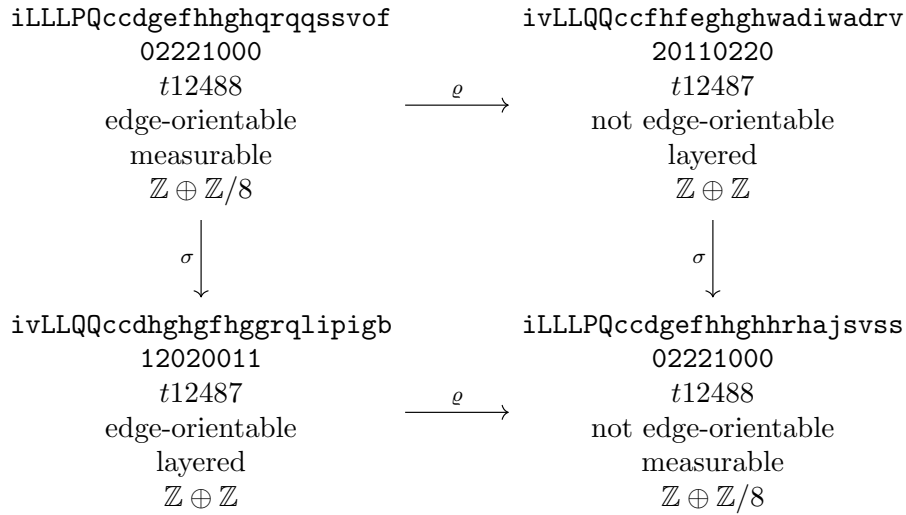 iLLLPQccdgefhhghqrqqssvof
02221000
t12488
edge-orientable
measurable
ℤ ⊕ ℤ/8
ϱ
ivLLQQccfhfeghghwadiwadrv
20110220
t12487
not edge-orientable
layered
ℤ ⊕ ℤ
σ
σ
ivLLQQccdhghgfhggrqlipigb
12020011
t12487
edge-orientable
layered
ℤ ⊕ ℤ
ϱ
iLLLPQccdgefhhghhrhajsvss
02221000
t12488
not edge-orientable
measurable
ℤ ⊕ ℤ/8